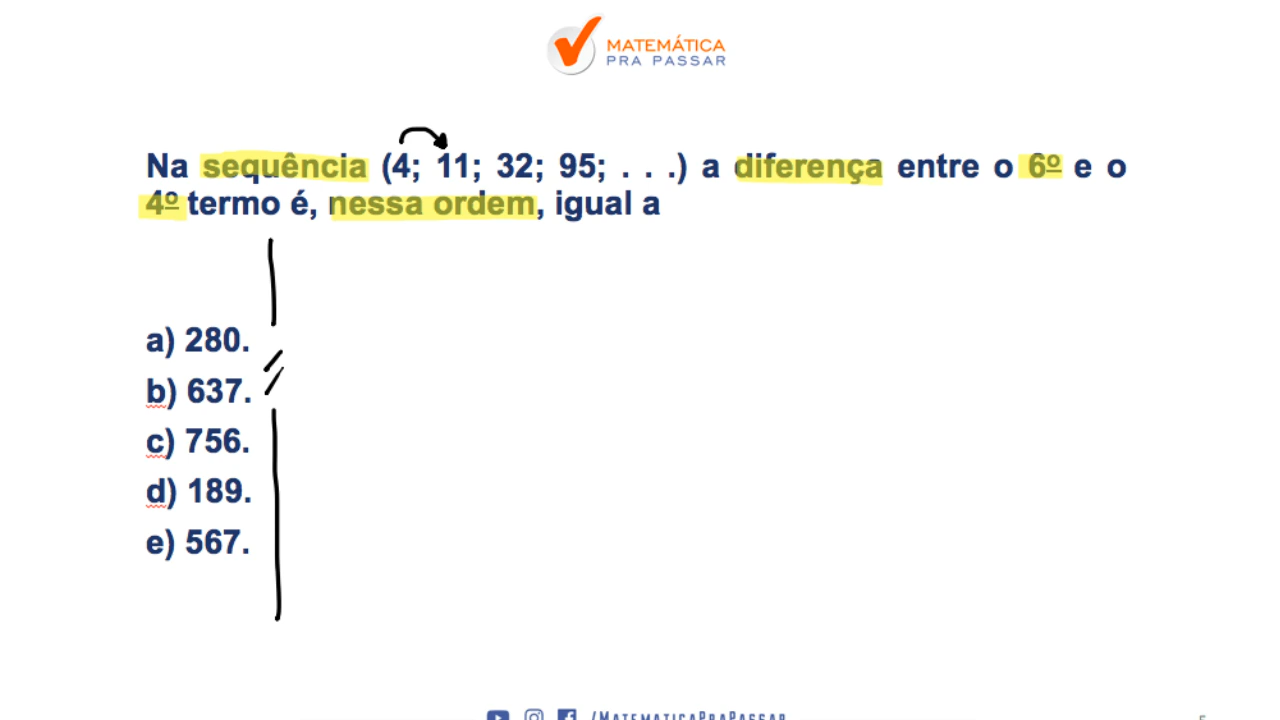 MATEMÁTICA
PRA PASSAR
Na sequência (4; 11; 32; 95; . . .) a diferença entre o 6º e o
4º termo é, nessa ordem, igual a
a) 280.
b) 637.
c) 756.
d) 189.
e) 567.
/MATEMATICAPRAPASSAR